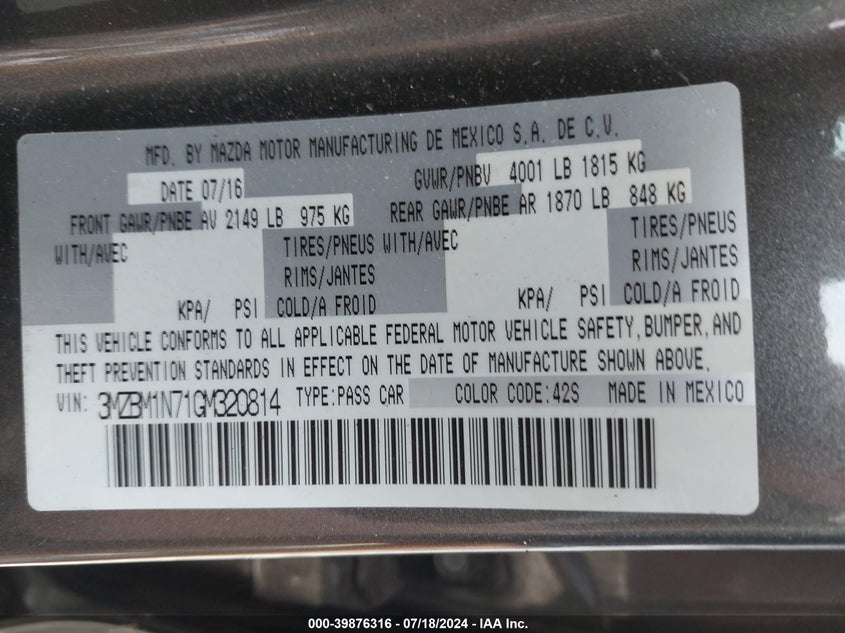 MFD. BY MAZDA MOTOR MANUFACTURING DE MEXICO S.A. DE C.V.
DATE 07/16 GVWR/PNBV 4001 LB 1815 KG
FRONT GAWR/PNBE AV 2149 LB 975 KG REAR GAWR/PNBE AR 1870 LB 848 KG
WITH/AVEC TIRES/PNEUS WITH/AVEC TIRES/PNEUS
RIMS/JANTES RIMS/JANTES
KPA/ PSI COLD/A FROID KPA/ PSI COLD/A FROID
THIS VEHICLE CONFORMS TO ALL APPLICABLE FEDERAL MOTOR VEHICLE SAFETY, BUMPER, AND
THEFT PREVENTION STANDARDS IN EFFECT ON THE DATE OF MANUFACTURE SHOWN ABOVE.
VIN: 3MZBM1N71GM320814 TYPE:PASS CAR COLOR CODE:42S MADE IN MEXICO
000-39876316 - 07/18/2024 - IAA Inc.